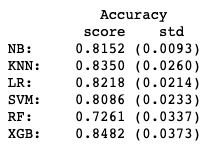 Accuracy
score std
NB: 0.8152 (0.0093)
KNN: 0.8350 (0.0260)
LR: 0.8218 (0.0214)
SVM: 0.8086 (0.0233)
RF: 0.7261 (0.0337)
XGB: 0.8482 (0.0373)